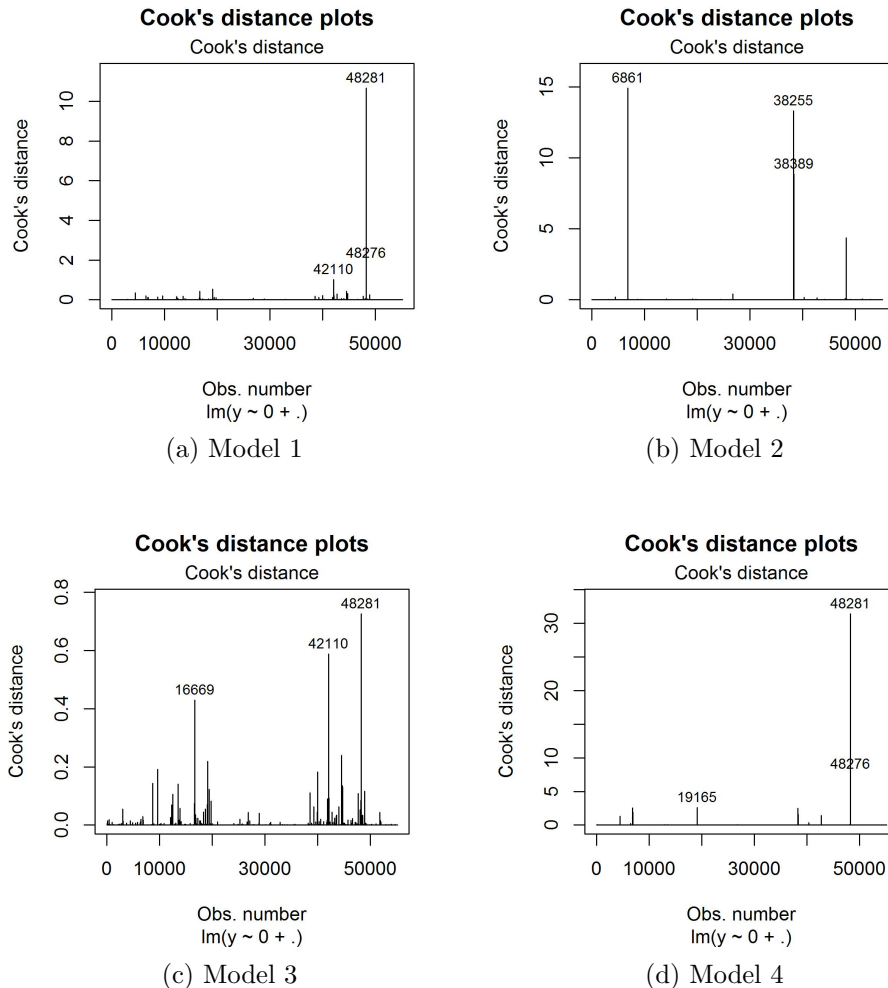 Cook's distance plots
Cook's distance
Cook's distance
0 2 4 6 8 10
48281
48276
42110
0 10000 30000 50000
Obs. number
lm(y ~ 0 + .)
(a) Model 1
Cook's distance plots
Cook's distance
Cook's distance
0 5 10 15
6861
38255
38389
0 10000 30000 50000
Obs. number
lm(y ~ 0 + .)
(b) Model 2
Cook's distance plots
Cook's distance
Cook's distance
0.0 0.2 0.4 0.6 0.8
48281
42110
16669
0 10000 30000 50000
Obs. number
lm(y ~ 0 + .)
(c) Model 3
Cook's distance plots
Cook's distance
Cook's distance
0 5 10 20 30
48281
48276
19165
0 10000 30000 50000
Obs. number
lm(y ~ 0 + .)
(d) Model 4